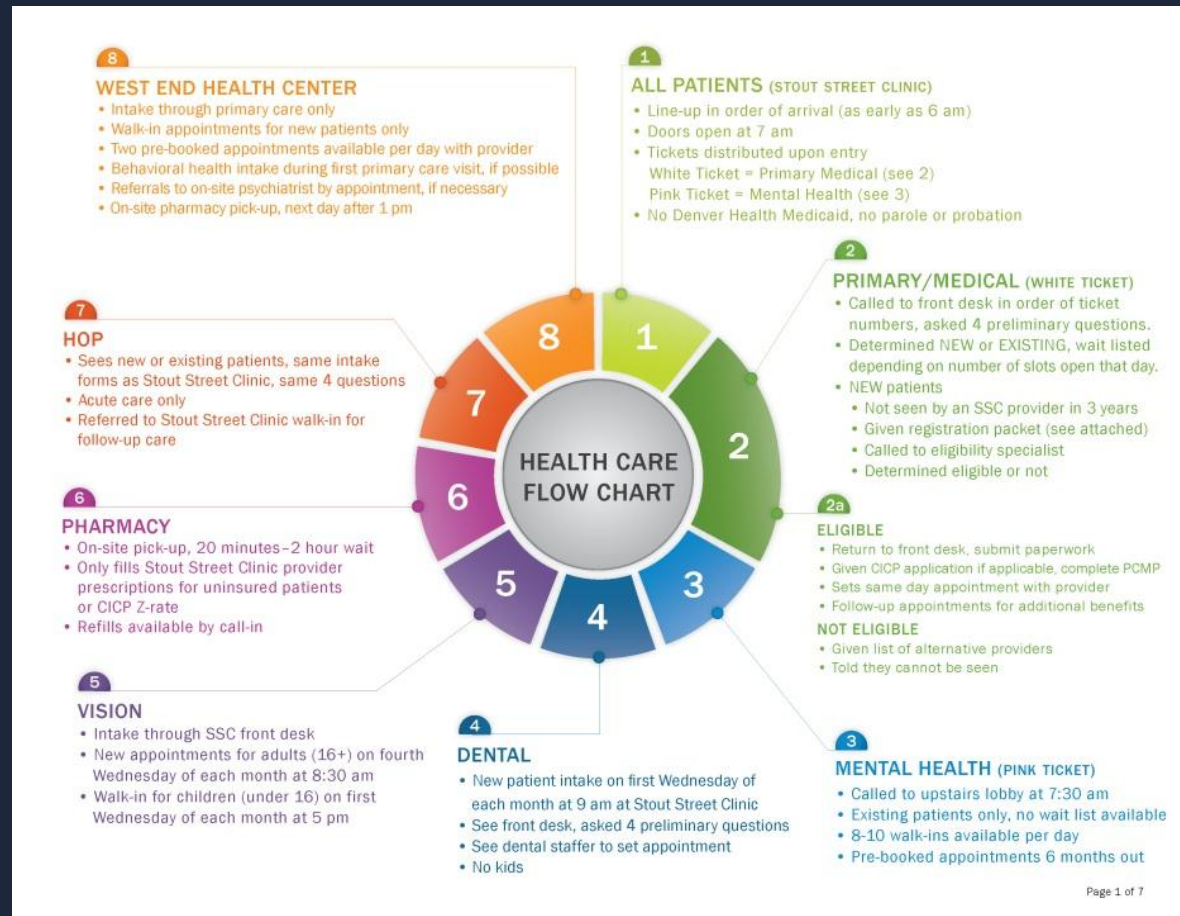 8
WEST END HEALTH CENTER
• Intake through primary care only
• Walk-in appointments for new patients only
• Two pre-booked appointments available per day with provider
• Behavioral health intake during first primary care visit, if possible
• Referrals to on-site psychiatrist by appointment, if necessary
• On-site pharmacy pick-up, next day after 1 pm
1
ALL PATIENTS (STOUT STREET CLINIC)
• Line-up in order of arrival (as early as 6 am)
• Doors open at 7 am
• Tickets distributed upon entry
White Ticket = Primary Medical (see 2)
Pink Ticket = Mental Health (see 3)
• No Denver Health Medicaid, no parole or probation
2
PRIMARY/MEDICAL (WHITE TICKET)
• Called to front desk in order of ticket
numbers, asked 4 preliminary questions.
• Determined NEW or EXISTING, wait listed
depending on number of slots open that day.
• NEW patients
• Not seen by an SSC provider in 3 years
• Given registration packet (see attached)
• Called to eligibility specialist
• Determined eligible or not
2a
ELIGIBLE
• Return to front desk, submit paperwork
• Given CICP application if applicable, complete PCMP
• Sets same day appointment with provider
• Follow-up appointments for additional benefits
NOT ELIGIBLE
• Given list of alternative providers
• Told they cannot be seen
3
MENTAL HEALTH (PINK TICKET)
• Called to upstairs lobby at 7:30 am
• Existing patients only, no wait list available
• 8-10 walk-ins available per day
• Pre-booked appointments 6 months out
4
DENTAL
• New patient intake on first Wednesday of
each month at 9 am at Stout Street Clinic
• See front desk, asked 4 preliminary questions
• See dental staffer to set appointment
• No kids
5
VISION
• Intake through SSC front desk
• New appointments for adults (16+) on fourth
Wednesday of each month at 8:30 am
• Walk-in for children (under 16) on first
Wednesday of each month at 5 pm
6
PHARMACY
• On-site pick-up, 20 minutes–2 hour wait
• Only fills Stout Street Clinic provider
prescriptions for uninsured patients
or CICP Z-rate
• Refills available by call-in
7
HOP
• Sees new or existing patients, same intake
forms as Stout Street Clinic, same 4 questions
• Acute care only
• Referred to Stout Street Clinic walk-in for
follow-up care
HEALTH CARE
FLOW CHART
1
2
3
4
5
6
7
8
Page 1 of 7